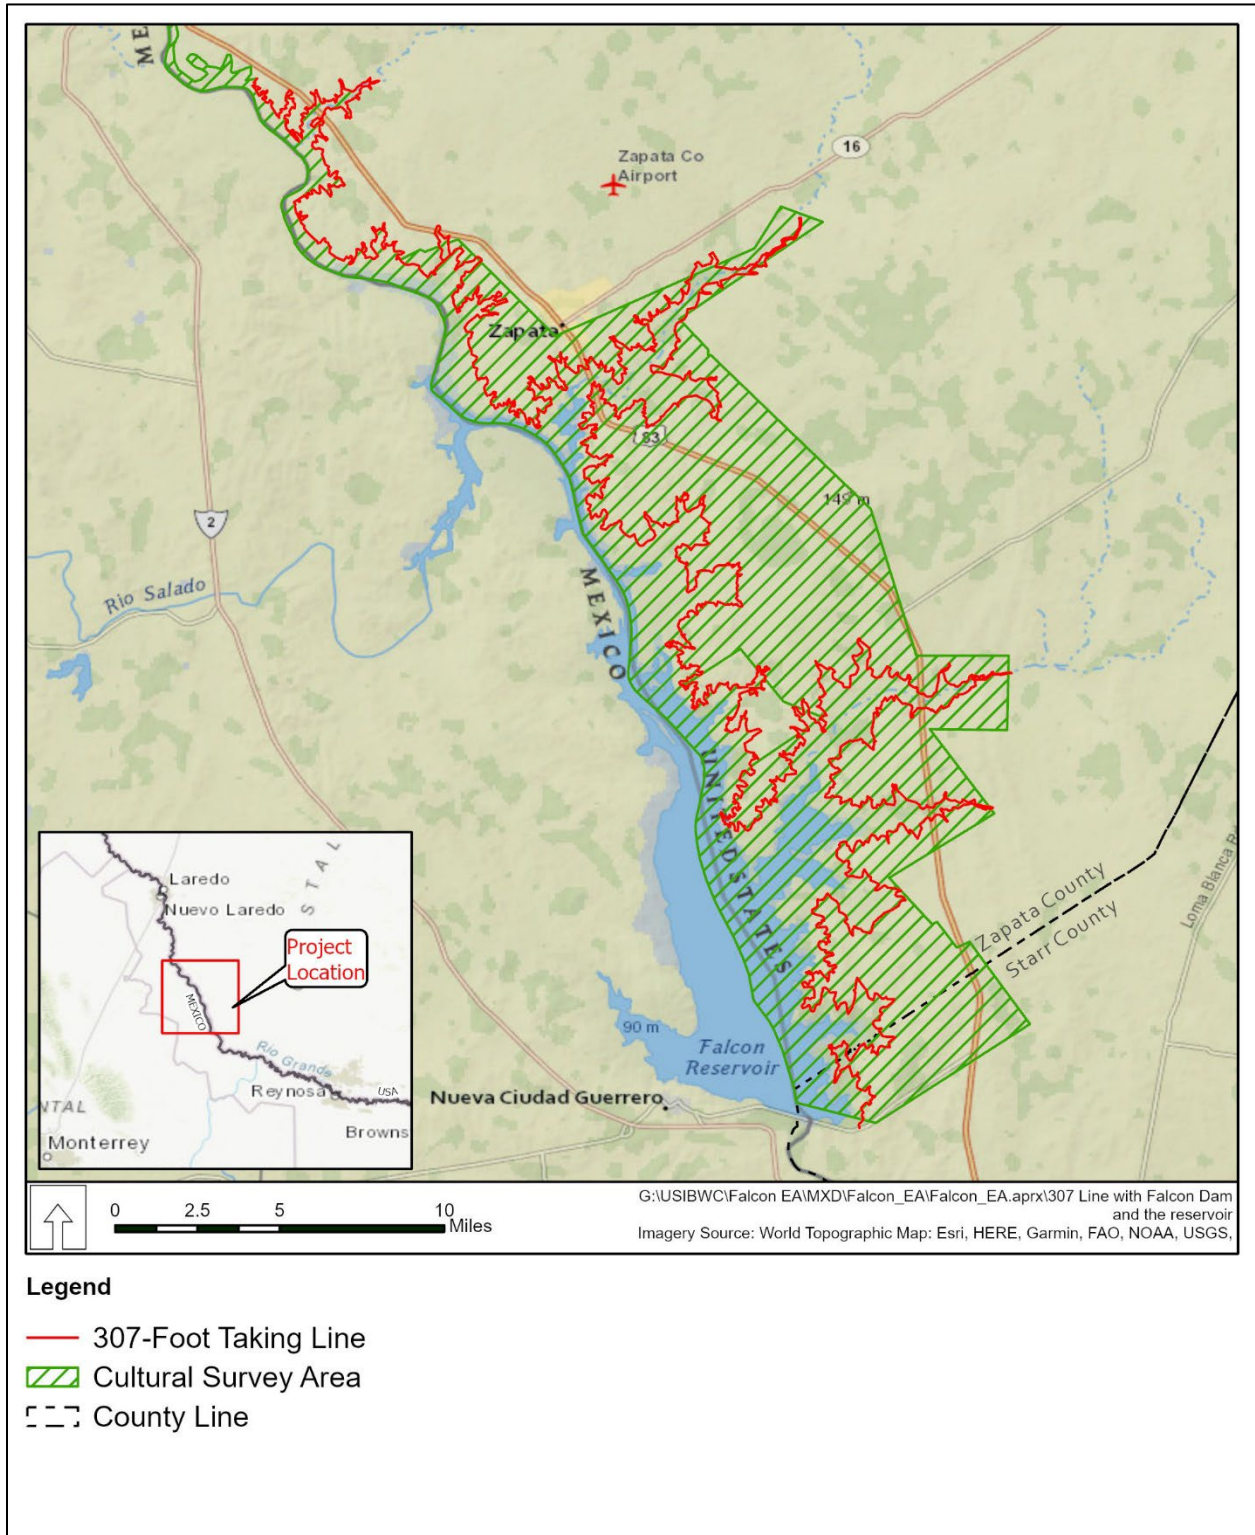 ME
16
Zapata Co
Airport
Zapata
83
149 m
2
MEXICO
Rio Salado
UNITED STATES
Zapata County
Starr County
Loma Blanca R
90 m
Falcon
Reservoir
Nueva Ciudad Guerrero
Laredo
Nuevo Laredo
STAL
Project
Location
MEXICO
Rio Grande
Reynosa
USA
NTAL
Monterrey
Browns
0 2.5 5 10
Miles
G:\USIBWC\Falcon EA\MXD\Falcon_EA\Falcon_EA.aprx\307 Line with Falcon Dam
and the reservoir
Imagery Source: World Topographic Map: Esri, HERE, Garmin, FAO, NOAA, USGS,
Legend
307-Foot Taking Line
Cultural Survey Area
County Line